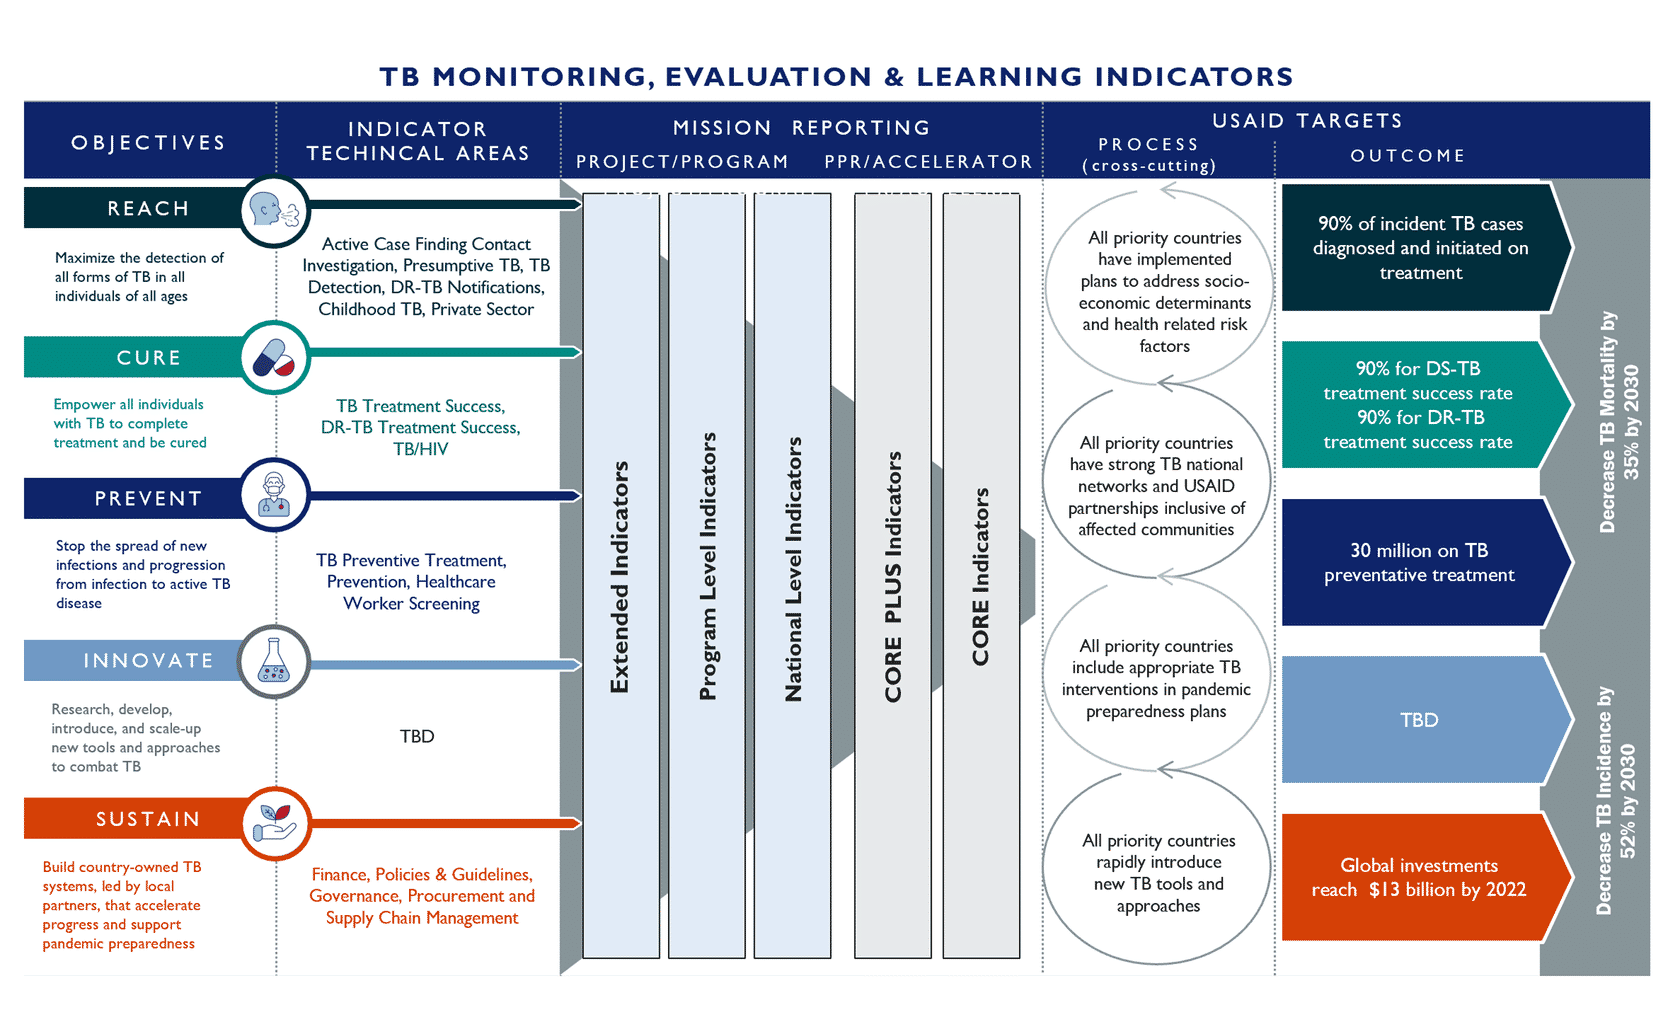 TB MONITORING, EVALUATION & LEARNING INDICATORS
OBJECTIVES
INDICATOR
TECHINCAL AREAS
MISSION REPORTING
PROJECT/PROGRAM
PPR/ACCELERATOR
USAID TARGETS
PROCESS
(cross-cutting)
OUTCOME
REACH
Maximize the detection of
all forms of TB in all
individuals of all ages
Active Case Finding Contact
Investigation, Presumptive TB, TB
Detection, DR-TB Notifications,
Childhood TB, Private Sector
CURE
Empower all individuals
with TB to complete
treatment and be cured
TB Treatment Success,
DR-TB Treatment Success,
TB/HIV
PREVENT
Stop the spread of new
infections and progression
from infection to active TB
disease
TB Preventive Treatment,
Prevention, Healthcare
Worker Screening
INNOVATE
Research, develop,
introduce, and scale-up
new tools and approaches
to combat TB
TBD
SUSTAIN
Build country-owned TB
systems, led by local
partners, that accelerate
progress and support
pandemic preparedness
Finance, Policies & Guidelines,
Governance, Procurement and
Supply Chain Management
Extended Indicators
Program Level Indicators
National Level Indicators
CORE PLUS Indicators
CORE Indicators
All priority countries
have implemented
plans to address socio-
economic determinants
and health related risk
factors
All priority countries
have strong TB national
networks and USAID
partnerships inclusive of
affected communities
All priority countries
include appropriate TB
interventions in pandemic
preparedness plans
All priority countries
rapidly introduce
new TB tools and
approaches
90% of incident TB cases
diagnosed and initiated on
treatment
90% for DS-TB
treatment success rate
90% for DR-TB
treatment success rate
30 million on TB
preventative treatment
TBD
Global investments
reach $13 billion by 2022
Decrease TB Mortality by
35% by 2030
Decrease TB Incidence by
52% by 2030